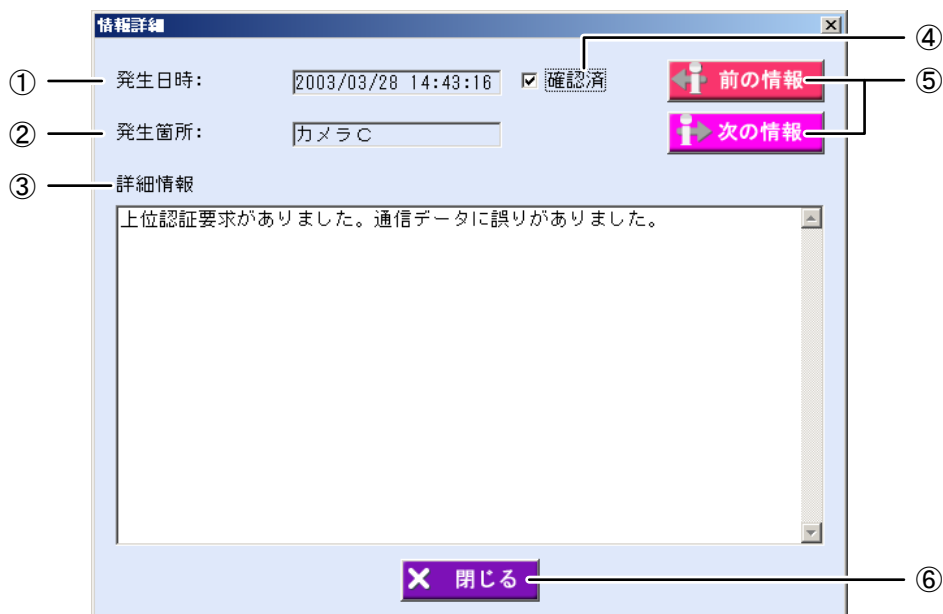 情報詳細
④
① 発生日時: 2003/03/28 14:43:16 確認済 前の情報 ⑤
② 発生箇所: カメラC 次の情報
③ 詳細情報
上位認証要求がありました。通信データに誤りがありました。
閉じる ⑥